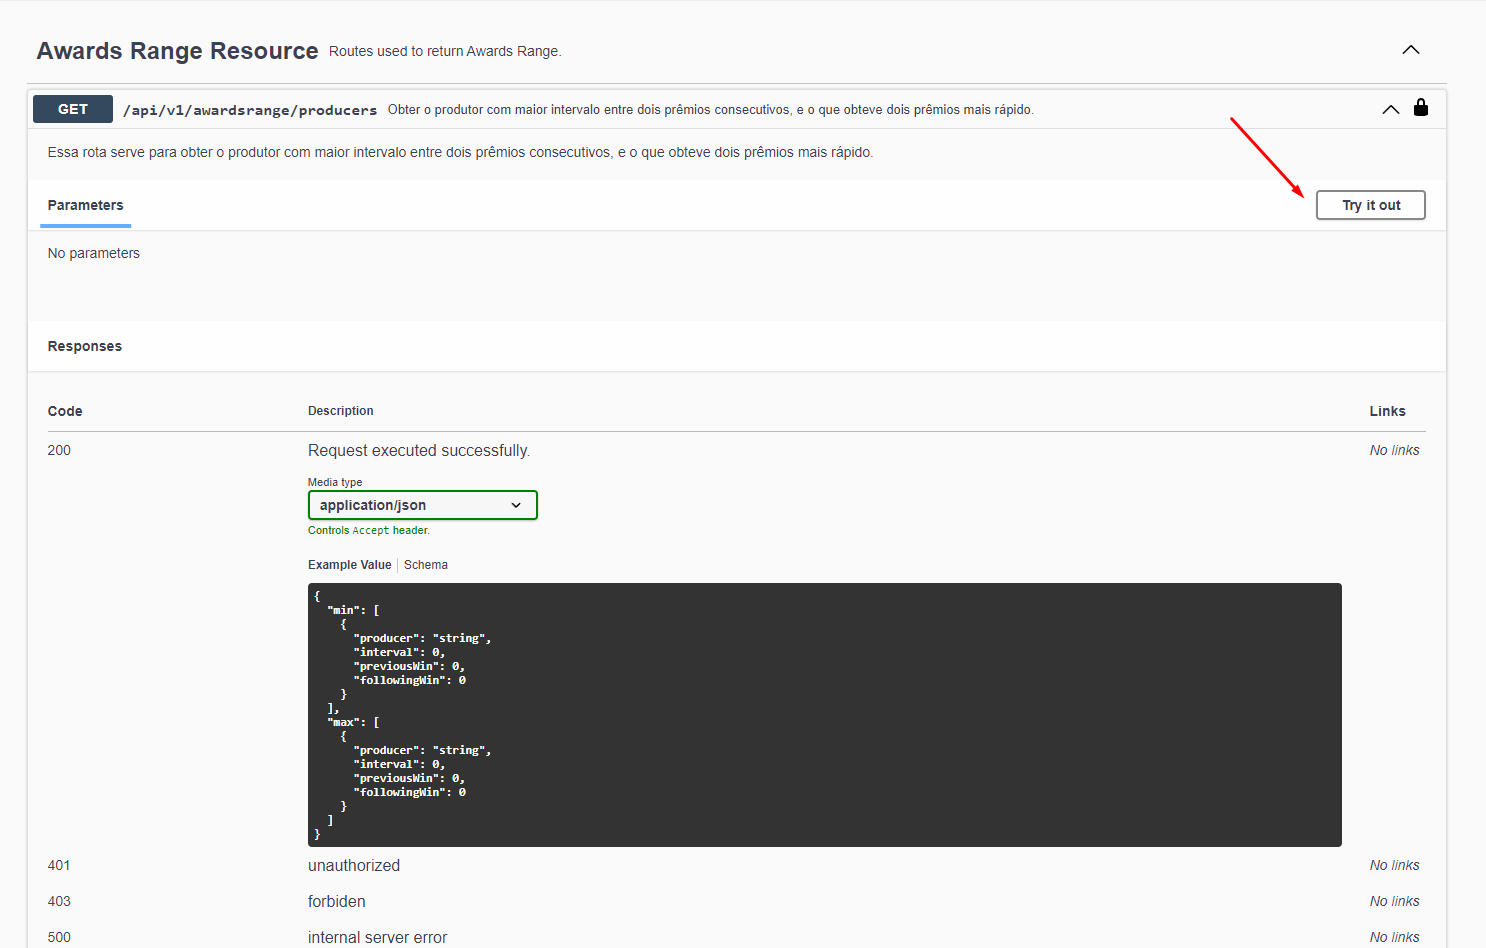 Awards Range Resource Routes used to return Awards Range.
GET /api/v1/awardsrange/producers Obter o produtor com maior intervalo entre dois prêmios consecutivos, e o que obteve dois prêmios mais rápido.
Essa rota serve para obter o produtor com maior intervalo entre dois prêmios consecutivos, e o que obteve dois prêmios mais rápido.
Parameters Try it out
No parameters
Responses
Code Description Links
200 Request executed successfully. No links
Media type
application/json
Controls Accept header.
Example Value Schema
{
  "min": [
    {
      "producer": "string",
      "interval": 0,
      "previousWin": 0,
      "followingWin": 0
    }
  ],
  "max": [
    {
      "producer": "string",
      "interval": 0,
      "previousWin": 0,
      "followingWin": 0
    }
  ]
}
401 unauthorized No links
403 forbiden No links
500 internal server error No links